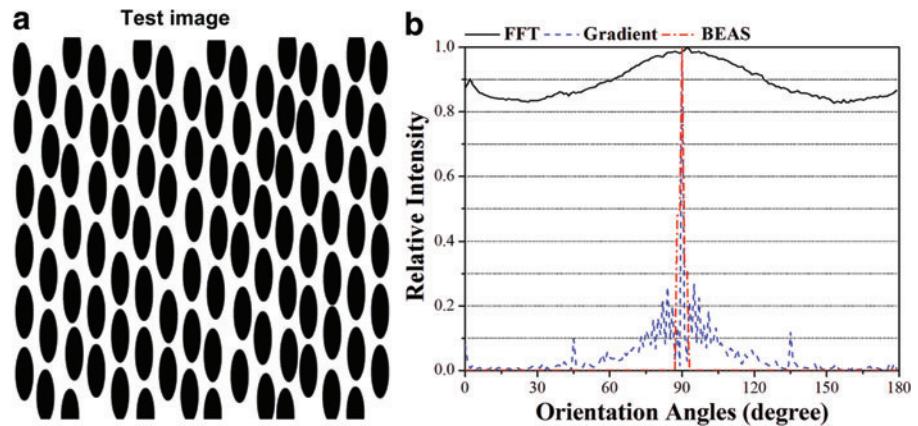 a
Test image
b
FFT Gradient BEAS
1.0
0.8
0.6
0.4
0.2
0.0
Relative Intensity
0 30 60 90 120 150 180
Orientation Angles (degree)